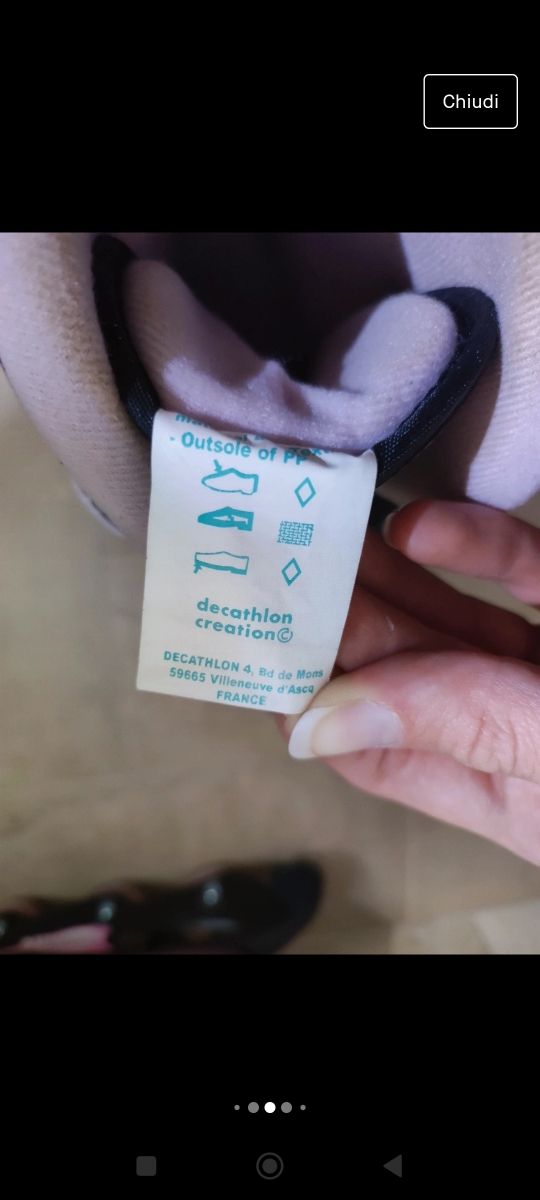 Chiudi
- Outsole of PP
decathlon
creation©
DECATHLON 4, Bd de Mons
59665 Villeneuve d'Ascq
FRANCE